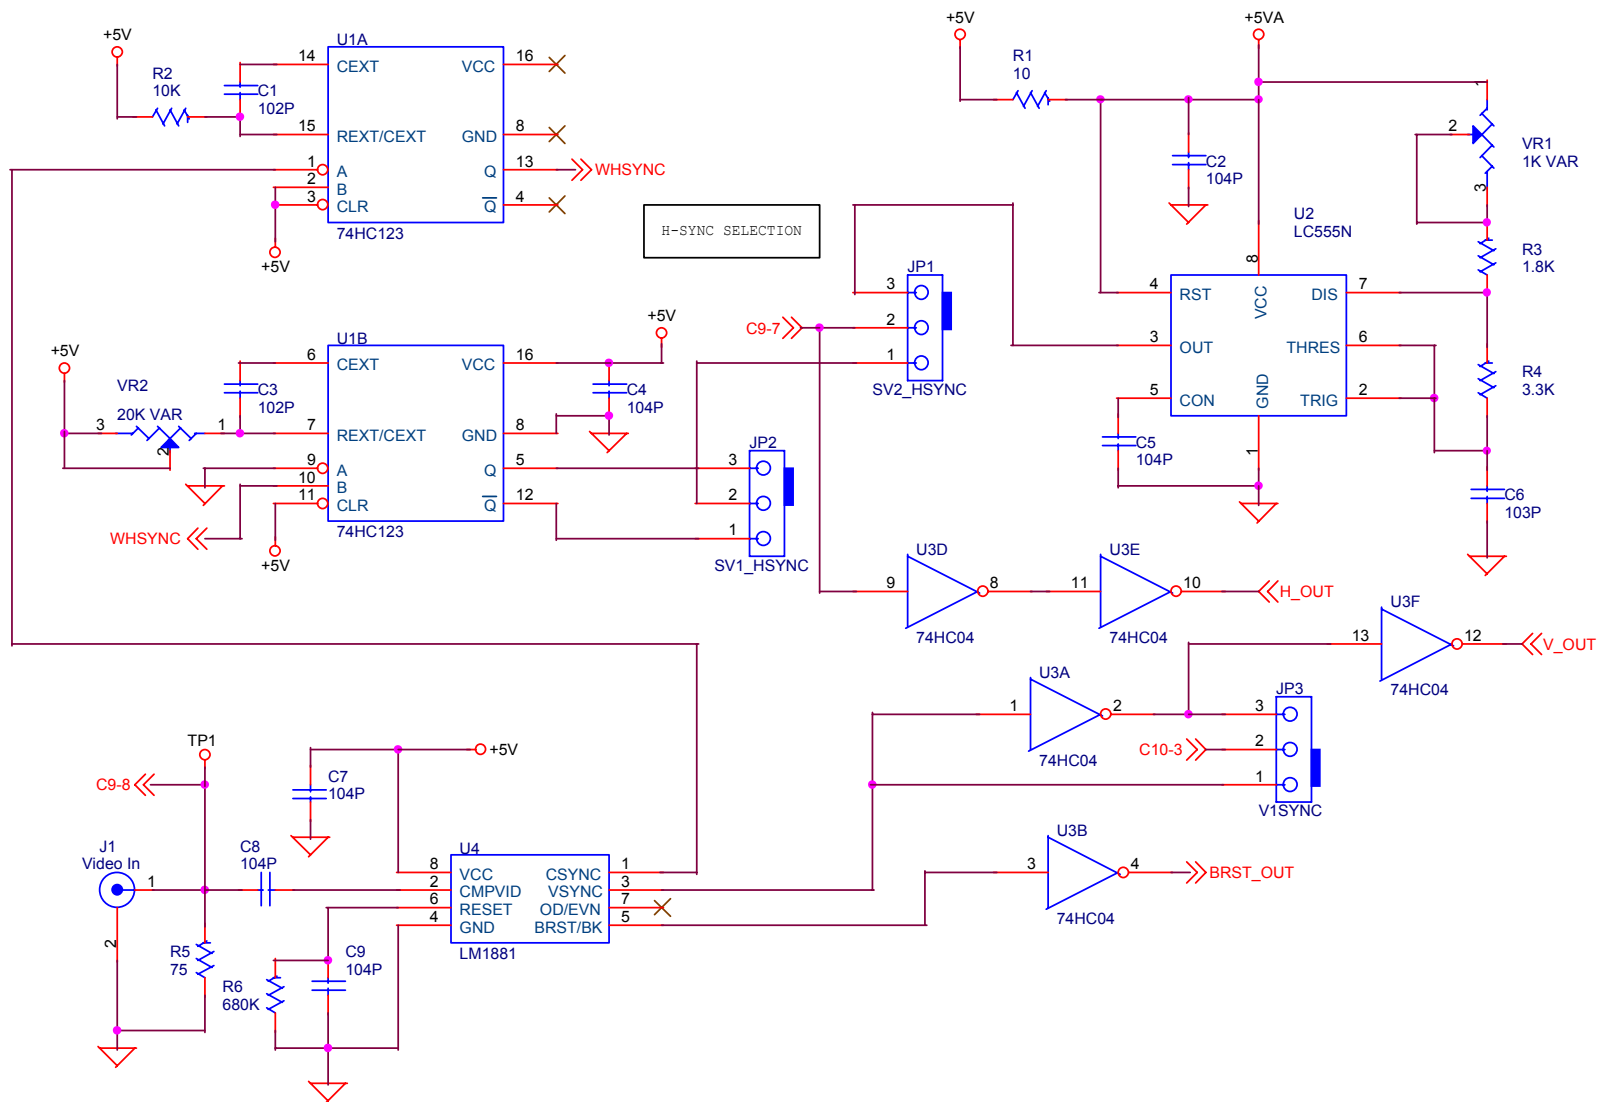 +5V
R2
10K
C1
102P
U1A
14
CEXT
VCC
16
15
REXT/CEXT
GND
8
1
A
Q
13
WHSYNC
2
B
3
CLR
Q
4
74HC123
+5V
H-SYNC SELECTION
+5V
R1
10
+5VA
C2
104P
1
2
3
VR1
1K VAR
U2
LC555N
R3
1.8K
8
4
RST
VCC
DIS
7
3
OUT
THRES
6
5
CON
GND
TRIG
2
1
C5
104P
R4
3.3K
C6
103P
JP1
3
2
1
SV2_HSYNC
C9-7
+5V
VR2
20K VAR
3
1
2
C3
102P
U1B
6
CEXT
VCC
16
7
REXT/CEXT
GND
8
9
A
Q
5
10
B
11
CLR
Q
12
74HC123
WHSYNC
+5V
+5V
C4
104P
JP2
3
2
1
SV1_HSYNC
U3D
9
8
74HC04
U3E
11
10
74HC04
H_OUT
U3F
13
12
74HC04
V_OUT
U3A
1
2
74HC04
JP3
3
2
1
V1SYNC
C10-3
U3B
3
4
74HC04
BRST_OUT
TP1
C9-8
+5V
C7
104P
J1
Video In
1
2
C8
104P
R5
75
R6
680K
C9
104P
U4
8
VCC
CSYNC
1
2
CMPVID
VSYNC
3
6
RESET
OD/EVN
7
4
GND
BRST/BK
5
LM1881